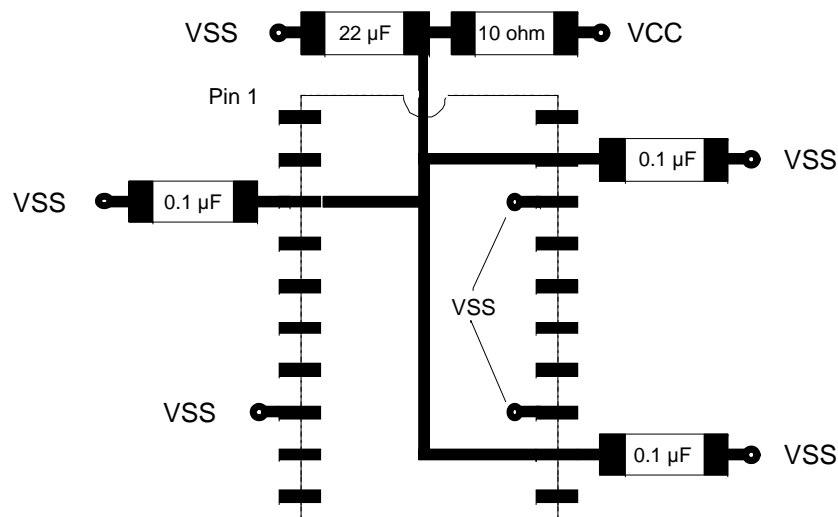 VSS
22 µF
10 ohm
VCC
Pin 1
0.1 µF
VSS
VSS
0.1 µF
VSS
VSS
0.1 µF
VSS